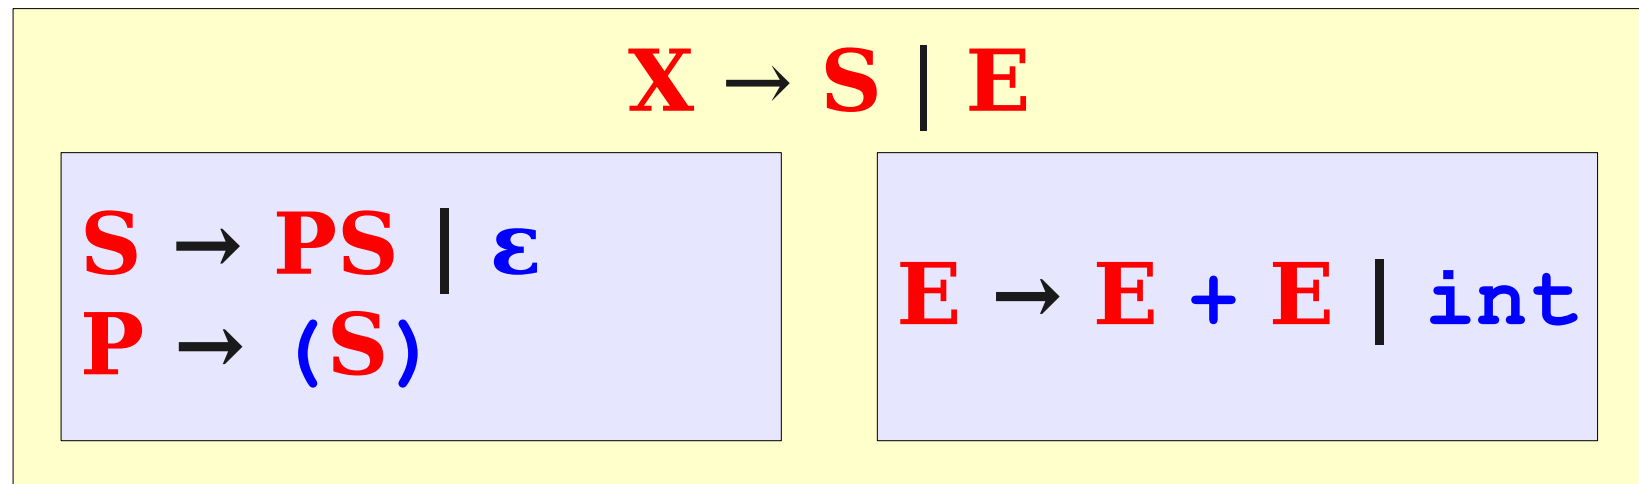 X → S | E
S → PS | ε
P → (S)
E → E + E | int